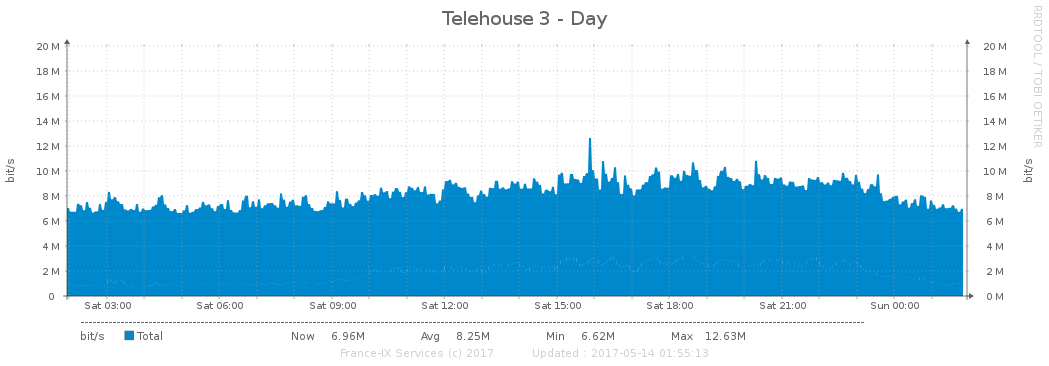 Telehouse 3 - Day
RRDTOOL / TOBI OETIKER
bit/s
20 M 20 M
18 M 18 M
16 M 16 M
14 M 14 M
12 M 12 M
10 M 10 M
8 M 8 M
6 M 6 M
4 M 4 M
2 M 2 M
0 0 M
bit/s
Sat 03:00 Sat 06:00 Sat 09:00 Sat 12:00 Sat 15:00 Sat 18:00 Sat 21:00 Sun 00:00
bit/s Total Now 6.96M Avg 8.25M Min 6.62M Max 12.63M
France-IX Services (c) 2017 Updated : 2017-05-14 01:55:13